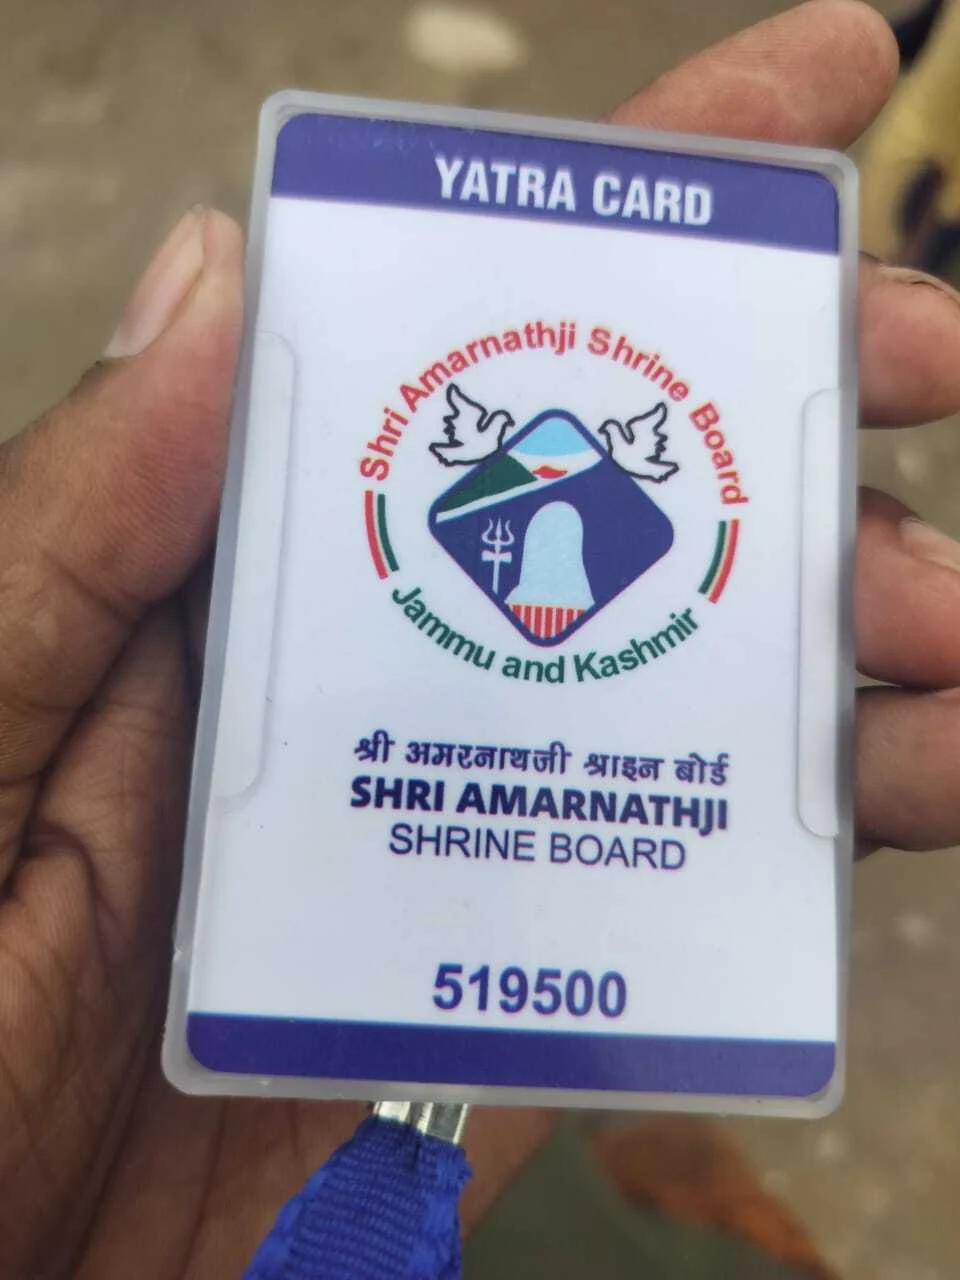 YATRA CARD
Shri Amarnathji Shrine Board
Jammu and Kashmir
श्री अमरनाथजी श्राइन बोर्ड
SHRI AMARNATHJI
SHRINE BOARD
519500